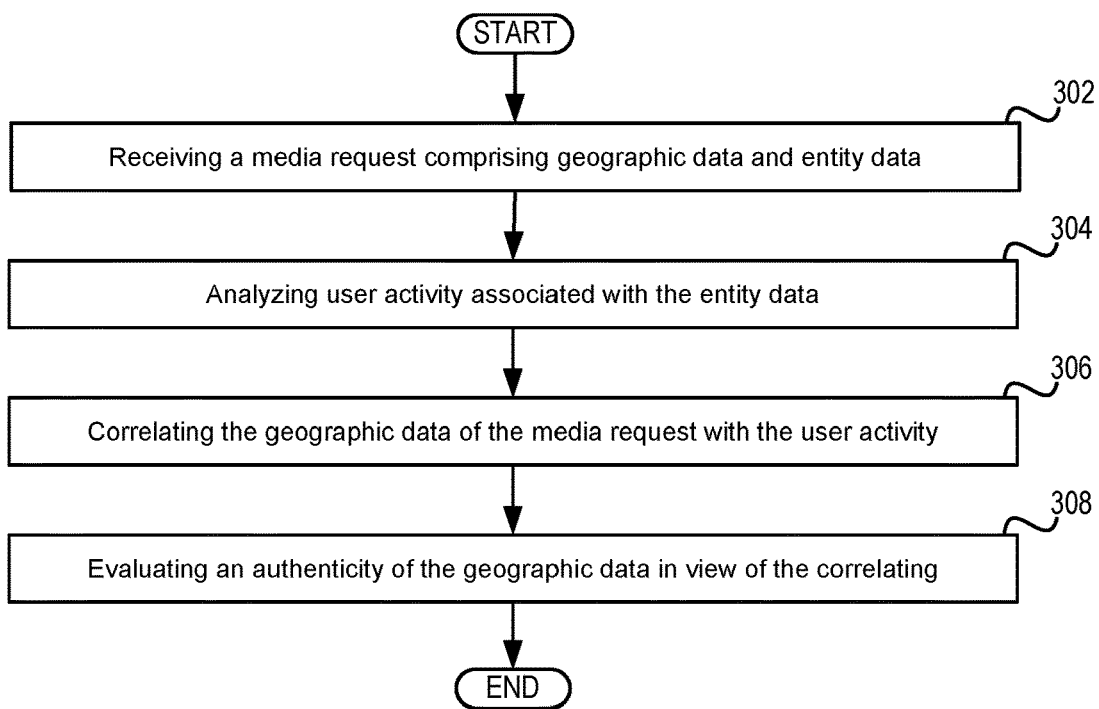 START
302
Receiving a media request comprising geographic data and entity data
304
Analyzing user activity associated with the entity data
306
Correlating the geographic data of the media request with the user activity
308
Evaluating an authenticity of the geographic data in view of the correlating
END